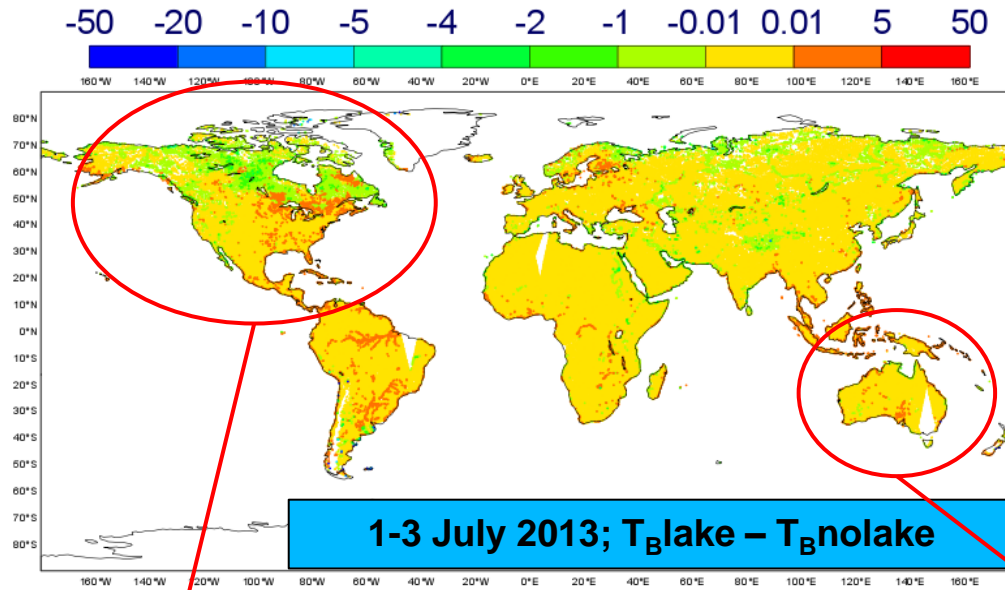 -50 -20 -10 -5 -4 -2 -1 -0.01 0.01 5 50
160°W 140°W 120°W 100°W 80°W 60°W 40°W 20°W 0°E 20°E 40°E 60°E 80°E 100°E 120°E 140°E 160°E
80°N
70°N
60°N
50°N
40°N
30°N
20°N
10°N
0°N
10°S
20°S
30°S
40°S
50°S
60°S
70°S
80°S
1-3 July 2013; TBlake – TBnolake
160°W 140°W 120°W 100°W 80°W 60°W 40°W 20°W 0°E 20°E 40°E 60°E 80°E 100°E 120°E 140°E 160°E